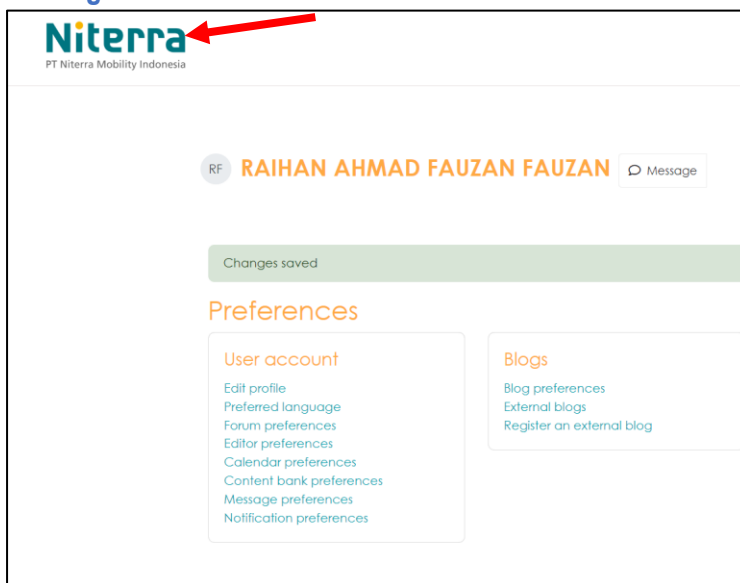 Niterra
PT Niterra Mobility Indonesia
RF RAIHAN AHMAD FAUZAN FAUZAN Message
Changes saved
Preferences
User account
Edit profile
Preferred language
Forum preferences
Editor preferences
Calendar preferences
Content bank preferences
Message preferences
Notification preferences
Blogs
Blog preferences
External blogs
Register an external blog